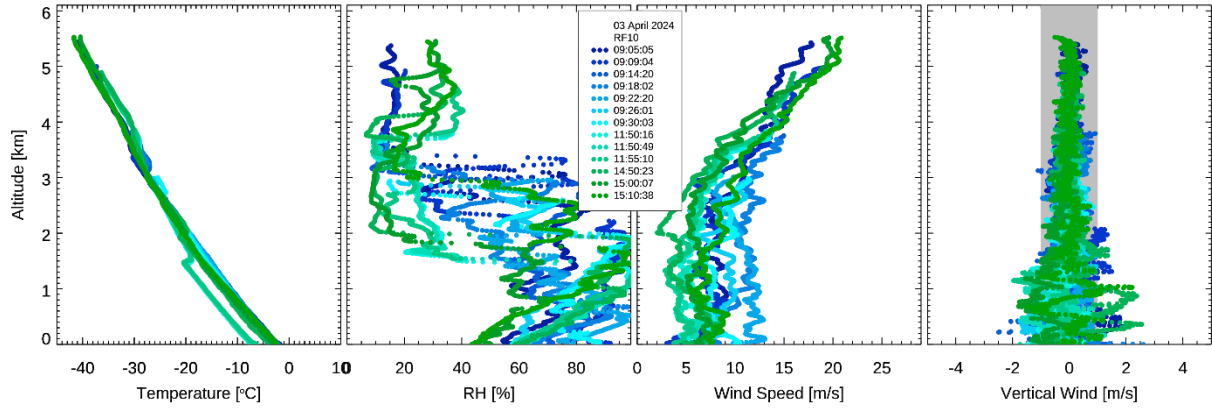 03 April 2024
RF10
09:05:05
09:09:04
09:14:20
09:18:02
09:22:20
09:26:01
09:30:03
11:50:16
11:50:49
11:55:10
14:50:23
15:00:07
15:10:38
Altitude [km]
6
5
4
3
2
1
0
-40 -30 -20 -10 0 10
0 20 40 60 80
0 5 10 15 20 25
-4 -2 0 2 4
Temperature [°C]
RH [%]
Wind Speed [m/s]
Vertical Wind [m/s]